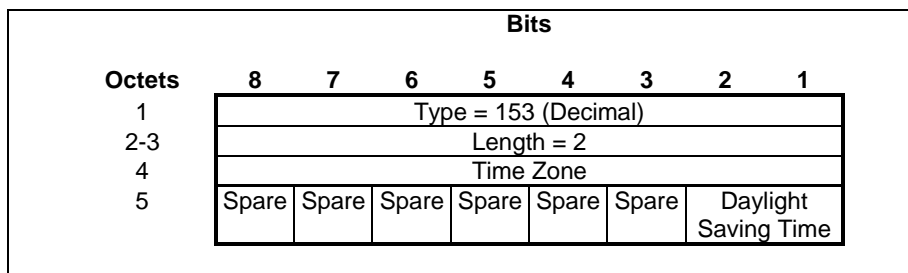 Bits
Octets 8 7 6 5 4 3 2 1
1 Type = 153 (Decimal)
2-3 Length = 2
4 Time Zone
5 Spare Spare Spare Spare Spare Spare Daylight
Saving Time